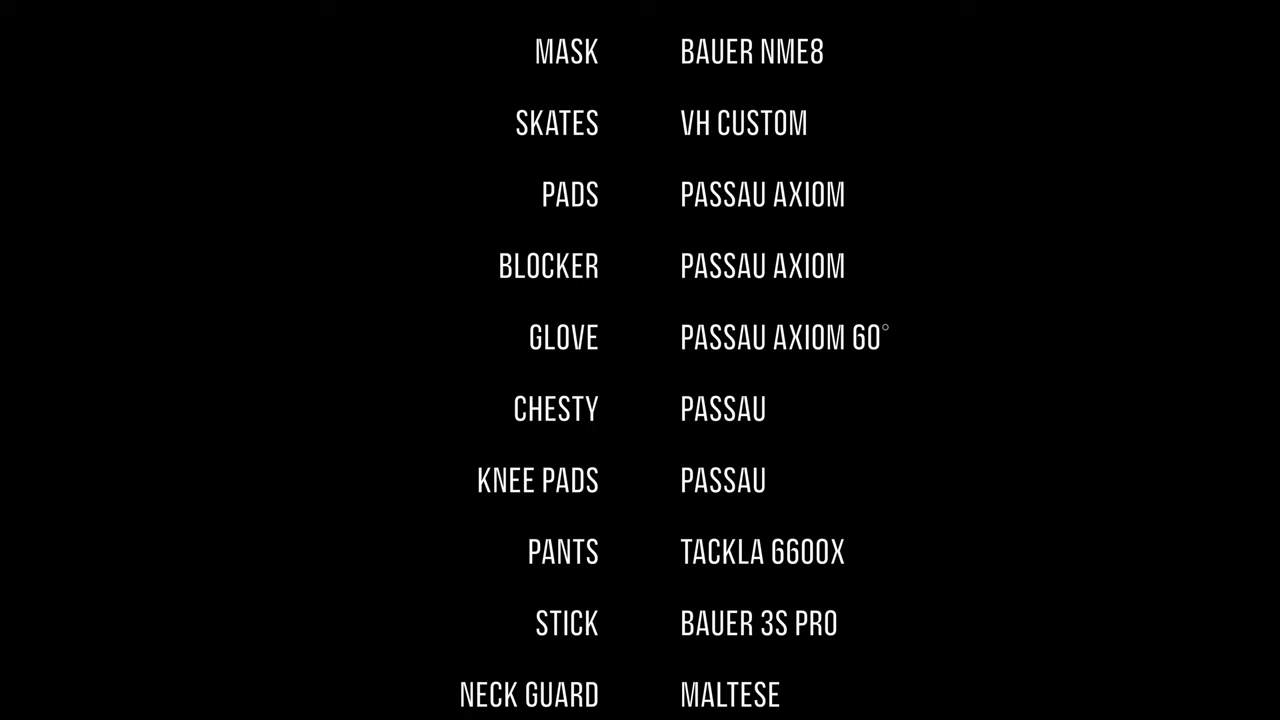 MASK BAUER NME8
SKATES VH CUSTOM
PADS PASSAU AXIOM
BLOCKER PASSAU AXIOM
GLOVE PASSAU AXIOM 60°
CHESTY PASSAU
KNEE PADS PASSAU
PANTS TACKLA 6600X
STICK BAUER 3S PRO
NECK GUARD MALTESE